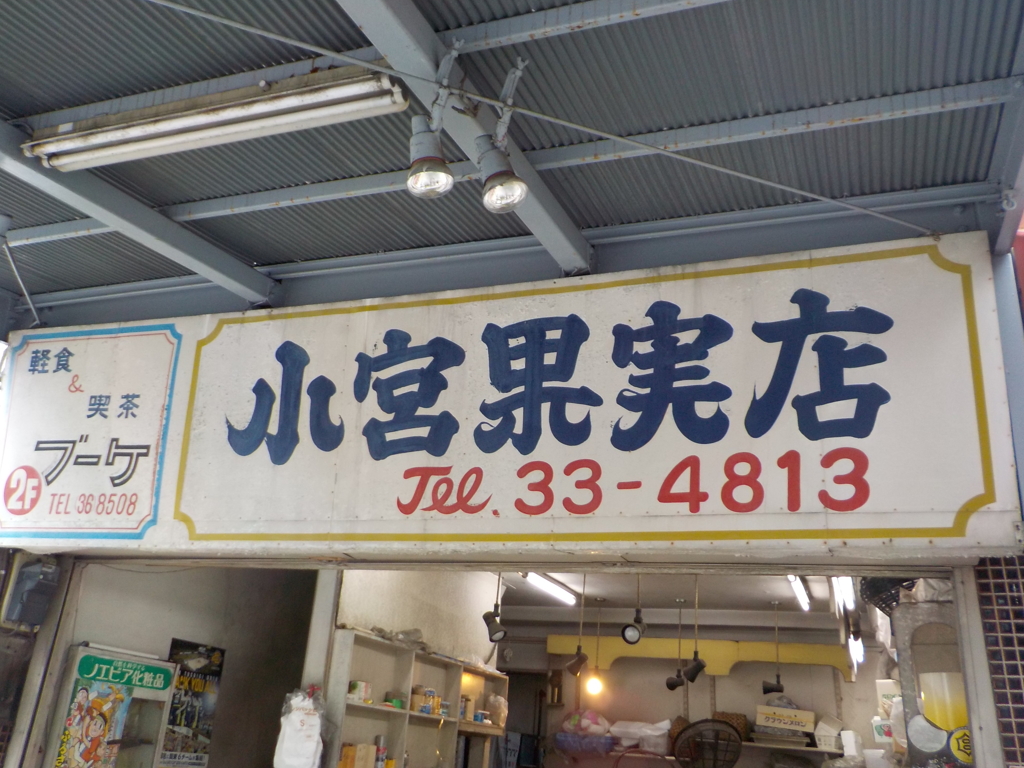 軽食
&
喫茶
ブーケ
2F
TEL 36 8508
小宮果実店
Tel. 33-4813
ノエビア化粧品